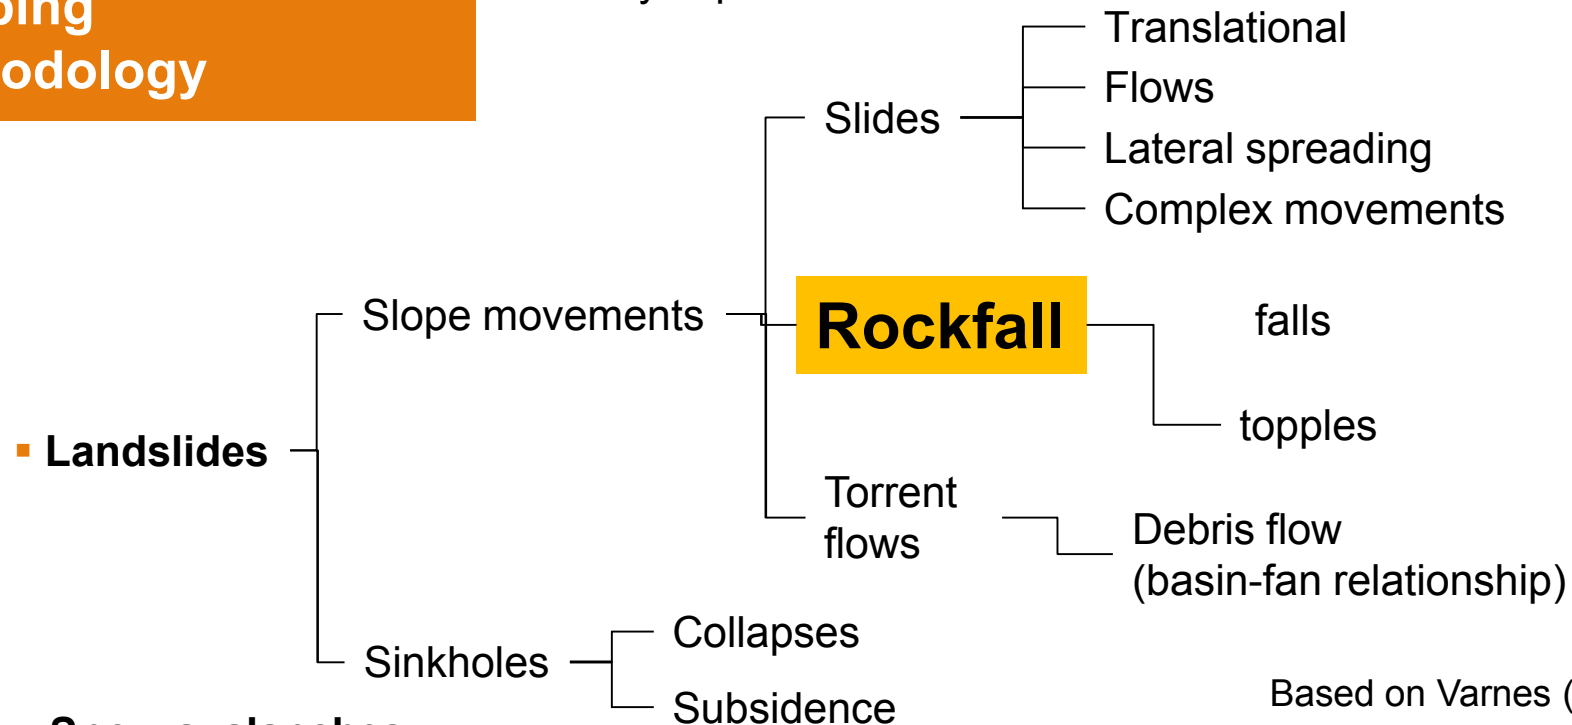 odology
Translational
Flows
Slides
Lateral spreading
Complex movements
Slope movements
Rockfall
falls
Landslides
topples
Torrent
flows
Debris flow
(basin-fan relationship)
Sinkholes
Collapses
Subsidence
Based on Varnes (